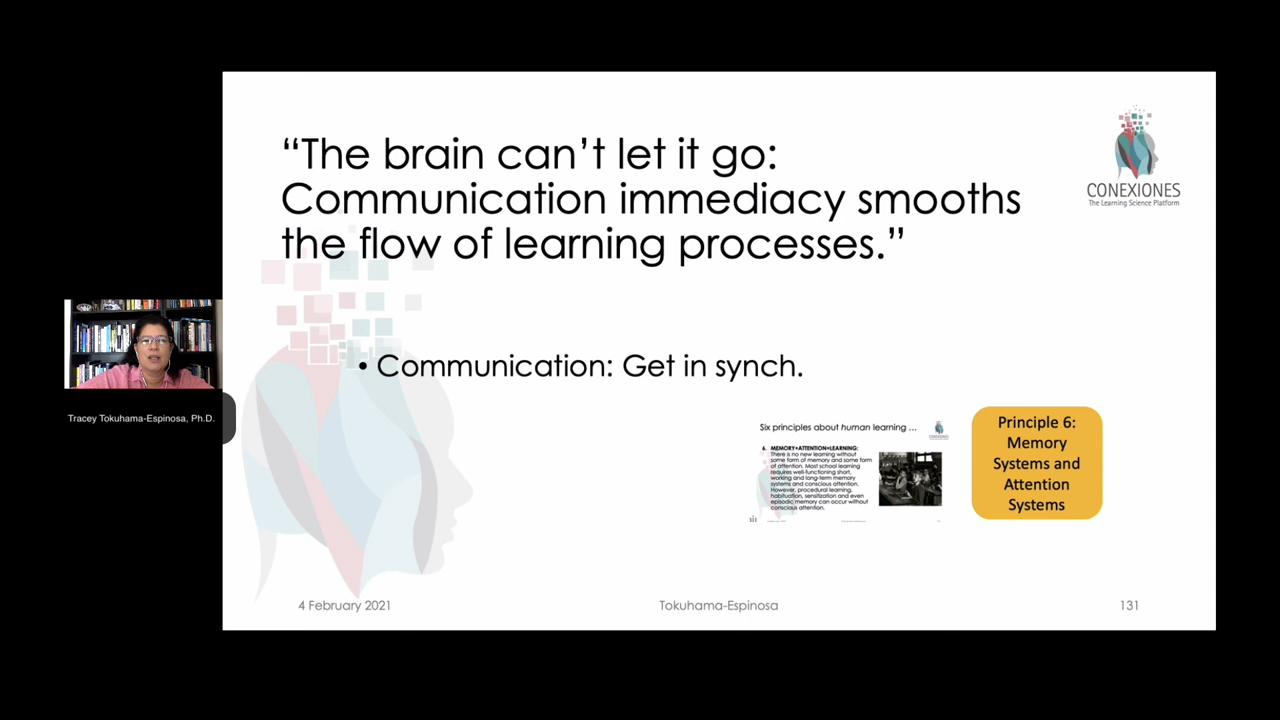 “The brain can’t let it go:
Communication immediacy smooths
the flow of learning processes.”
CONEXIONES
The Learning Science Platform
• Communication: Get in synch.
Tracey Tokuhama-Espinosa, Ph.D.
Six principles about human learning ...
6. MEMORY+ATTENTION=LEARNING:
There is no new learning without
some form of memory and some form
of attention. Most school learning
requires well-functioning short,
working and long-term memory
systems and conscious attention.
However, procedural learning,
habituation, sensitization and even
episodic memory can occur without
conscious attention.
Principle 6:
Memory
Systems and
Attention
Systems
4 February 2021
Tokuhama-Espinosa
131